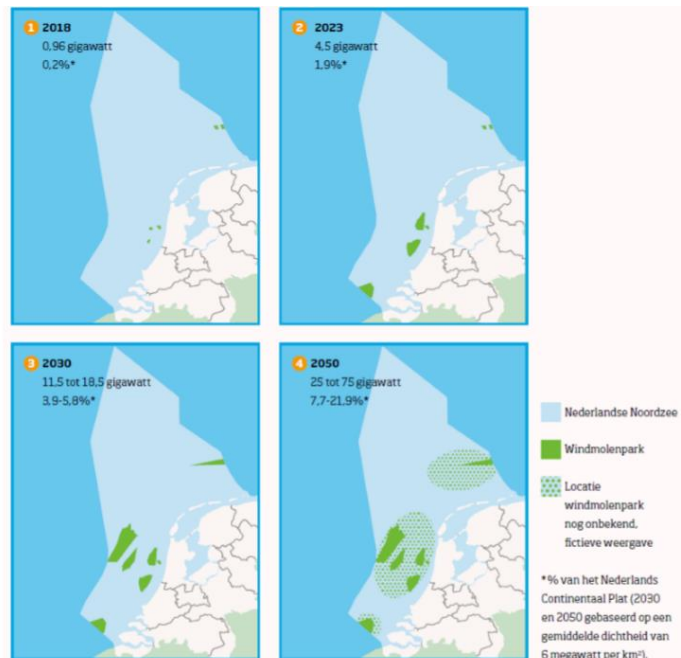 1 2018
0,96 gigawatt
0,2%*
2 2023
4,5 gigawatt
1,9%*
3 2030
11,5 tot 18,5 gigawatt
3,9-5,8%*
4 2050
25 tot 75 gigawatt
7,7-21,9%*
Nederlandse Noordzee
Windmolenpark
Locatie
windmolenpark
nog onbekend,
fictieve weergave
*% van het Nederlands
Continentaal Plat (2030
en 2050 gebaseerd op een
gemiddelde dichtheid van
6 megawatt per km²).